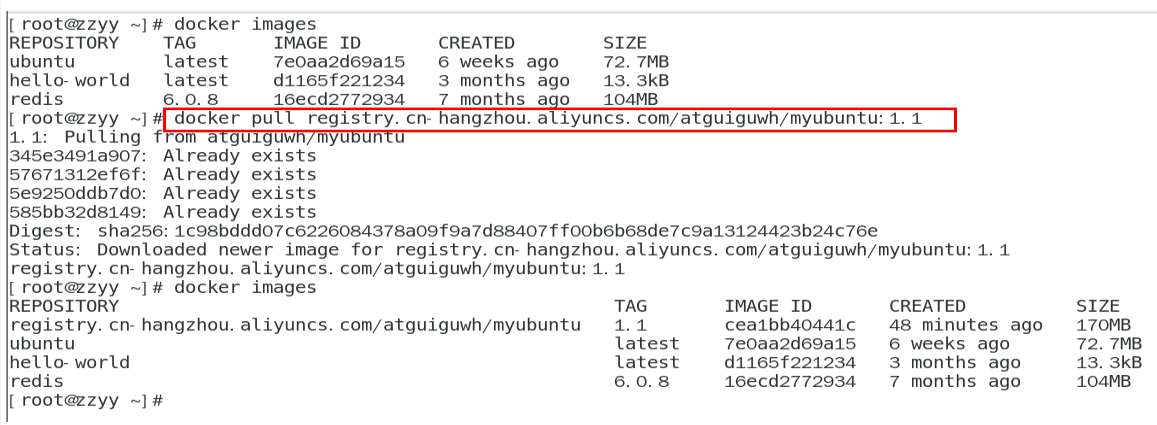 [root@zzyy ~]# docker images
REPOSITORY    TAG       IMAGE ID       CREATED        SIZE
ubuntu        latest    7e0aa2d69a15   6 weeks ago    72.7MB
hello-world   latest    d1165f221234   3 months ago   13.3kB
redis         6.0.8     16ecd2772934   7 months ago   104MB
[root@zzyy ~]# docker pull registry.cn-hangzhou.aliyuncs.com/atguiguwh/myubuntu:1.1
1.1: Pulling from atguiguwh/myubuntu
345e3491a907: Already exists
57671312ef6f: Already exists
5e9250ddb7d0: Already exists
585bb32d8149: Already exists
Digest: sha256:1c98bddd07c6226084378a09f9a7d88407ff00b6b68de7c9a13124423b24c76e
Status: Downloaded newer image for registry.cn-hangzhou.aliyuncs.com/atguiguwh/myubuntu:1.1
registry.cn-hangzhou.aliyuncs.com/atguiguwh/myubuntu:1.1
[root@zzyy ~]# docker images
REPOSITORY                                             TAG       IMAGE ID       CREATED          SIZE
registry.cn-hangzhou.aliyuncs.com/atguiguwh/myubuntu   1.1       cea1bb40441c   48 minutes ago   170MB
ubuntu                                                 latest    7e0aa2d69a15   6 weeks ago      72.7MB
hello-world                                            latest    d1165f221234   3 months ago     13.3kB
redis                                                  6.0.8     16ecd2772934   7 months ago     104MB
[root@zzyy ~]#